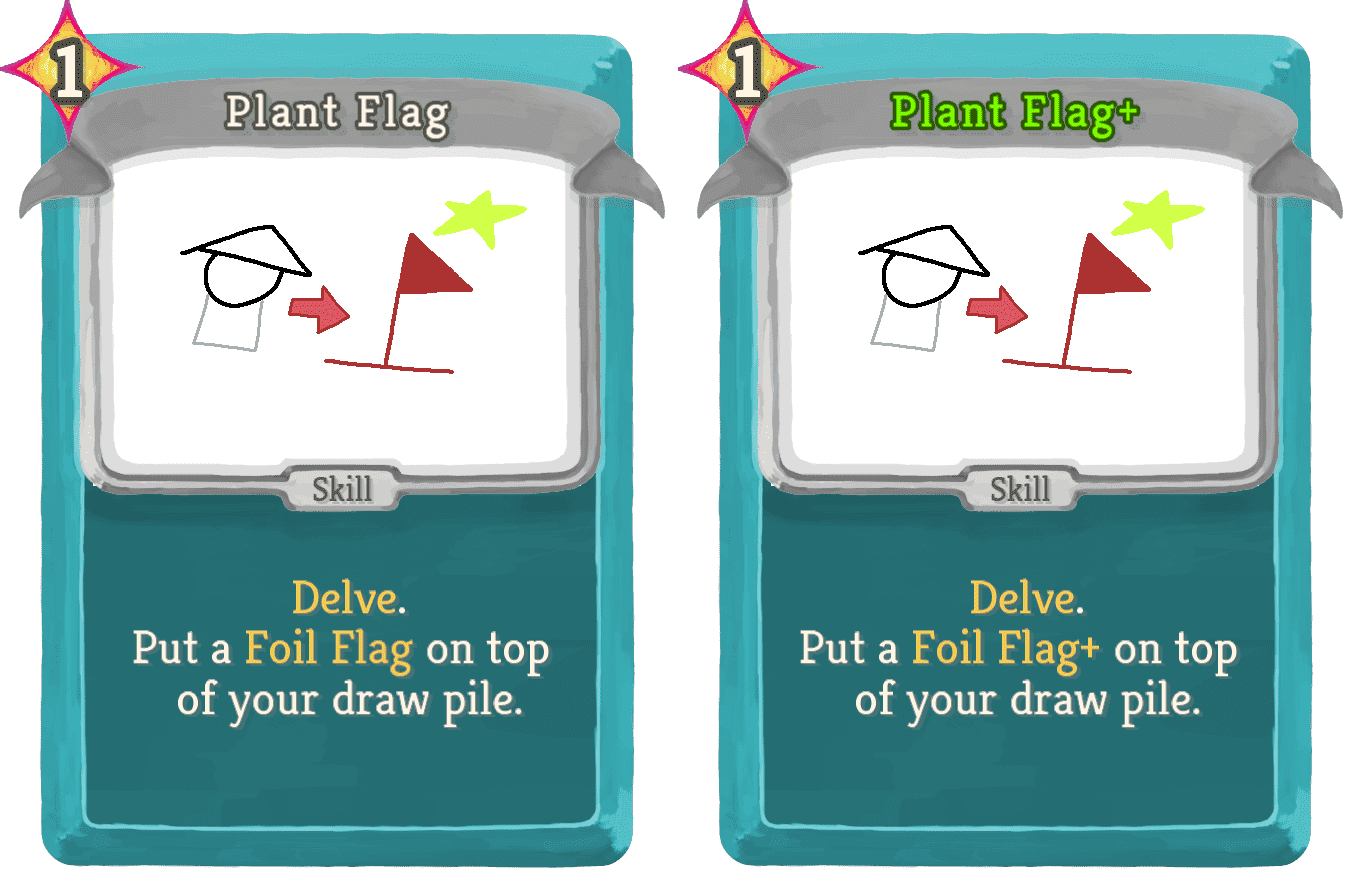 1
Plant Flag
Skill
Delve.
Put a Foil Flag on top
of your draw pile.
1
Plant Flag+
Skill
Delve.
Put a Foil Flag+ on top
of your draw pile.